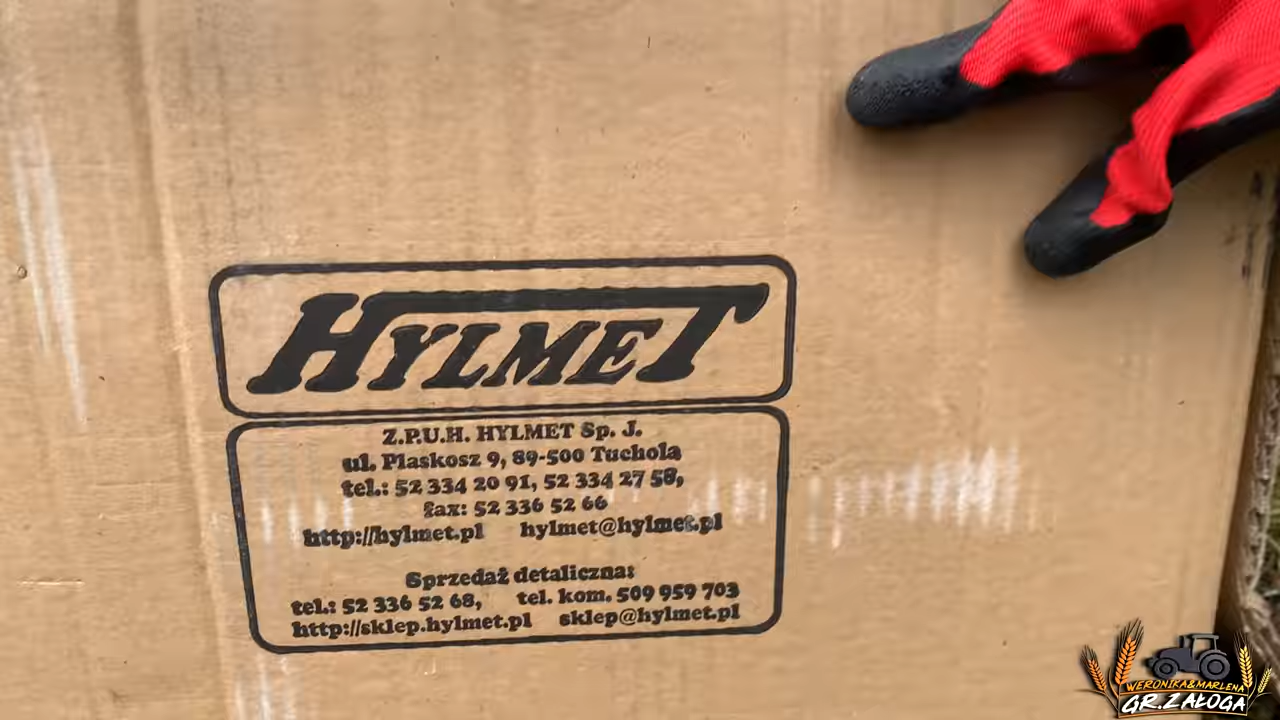 HYLMET
Z.P.U.H. HYLMET Sp. J.
ul. Plaskosz 9, 89-500 Tuchola
tel.: 52 334 20 91, 52 334 27 58,
fax: 52 336 52 66
http://hylmet.pl hylmet@hylmet.pl
Sprzedaż detaliczna:
tel.: 52 336 52 68, tel. kom. 509 959 703
http://sklep.hylmet.pl sklep@hylmet.pl
WERONIKA&MARLENA
GR.ZAŁOGA